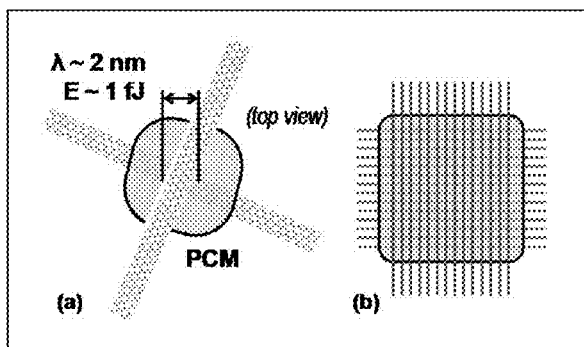 λ ~ 2 nm
E ~ 1 fJ
(top view)
PCM
(a)
(b)